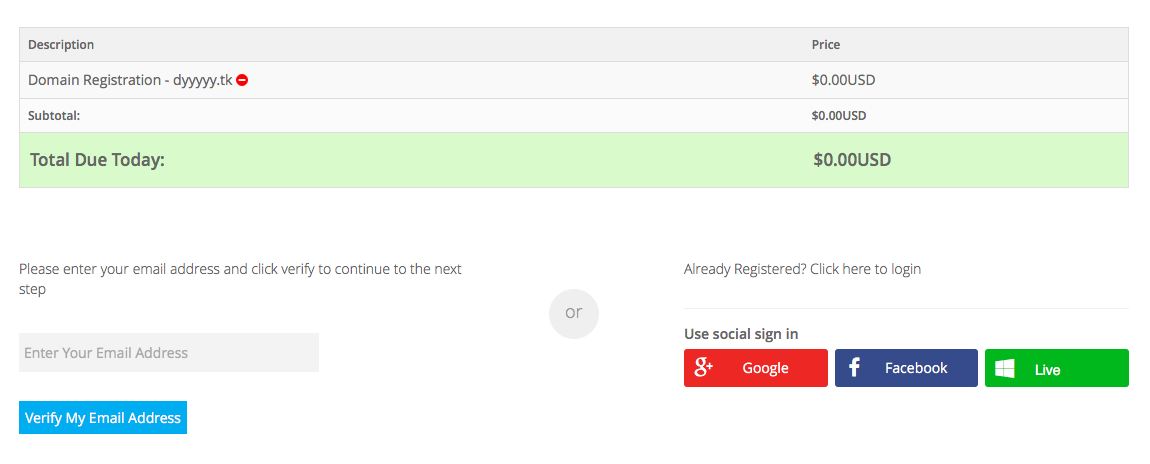 Description Price
Domain Registration - dyyyyy.tk $0.00USD
Subtotal: $0.00USD
Total Due Today: $0.00USD
Please enter your email address and click verify to continue to the next
step
Enter Your Email Address
Verify My Email Address
or
Already Registered? Click here to login
Use social sign in
g+ Google
f Facebook
Live